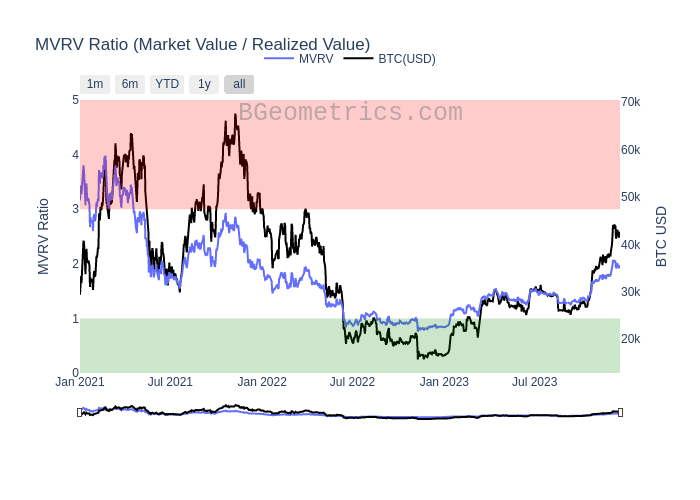 MVRV Ratio (Market Value / Realized Value)
MVRV BTC(USD)
1m 6m YTD 1y all
BGeometrics.com
5
4
3
2
1
0
MVRV Ratio
70k
60k
50k
40k
30k
20k
BTC USD
Jan 2021 Jul 2021 Jan 2022 Jul 2022 Jan 2023 Jul 2023